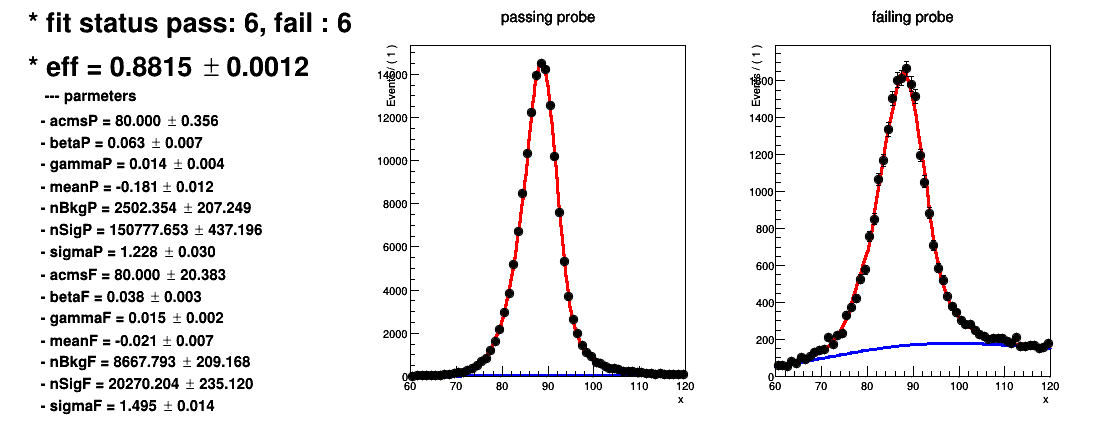 * fit status pass: 6, fail : 6
* eff = 0.8815 ± 0.0012
--- parmeters
- acmsP = 80.000 ± 0.356
- betaP = 0.063 ± 0.007
- gammaP = 0.014 ± 0.004
- meanP = -0.181 ± 0.012
- nBkgP = 2502.354 ± 207.249
- nSigP = 150777.653 ± 437.196
- sigmaP = 1.228 ± 0.030
- acmsF = 80.000 ± 20.383
- betaF = 0.038 ± 0.003
- gammaF = 0.015 ± 0.002
- meanF = -0.021 ± 0.007
- nBkgF = 8667.793 ± 209.168
- nSigF = 20270.204 ± 235.120
- sigmaF = 1.495 ± 0.014
passing probe
Events / ( 1 )
14000
12000
10000
8000
6000
4000
2000
0
60 70 80 90 100 110 120
x
failing probe
Events / ( 1 )
1600
1400
1200
1000
800
600
400
200
0
60 70 80 90 100 110 120
x